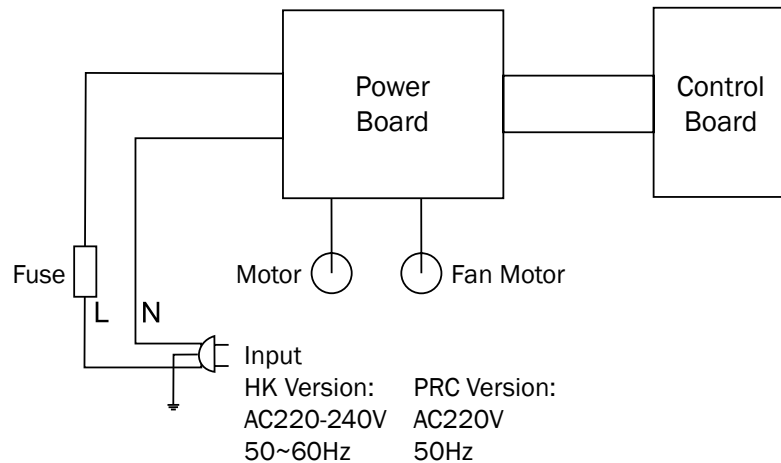 Power
Board
Control
Board
Fuse
Motor
Fan Motor
L
N
Input
HK Version:
AC220-240V
50~60Hz
PRC Version:
AC220V
50Hz